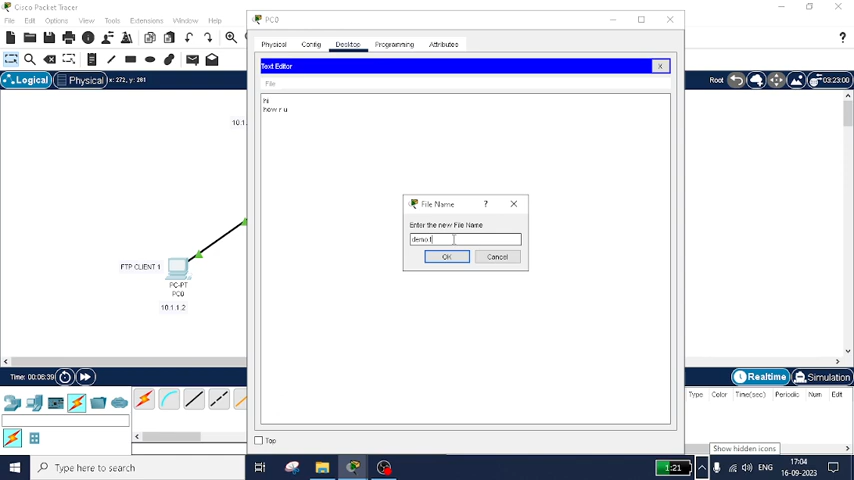 Cisco Packet Tracer
File Edit Options View Tools Extensions Window Help
PC0
Physical Config Desktop Programming Attributes
Text Editor
X
File
hi
how r u
Logical Physical x: 272, y: 281
Root 03:23:00
10.1.
File Name ? 
Enter the new File Name
demo.t
OK Cancel
FTP CLIENT 1
PC-PT
PC0
10.1.1.2
Time: 00:06:39
Realtime Simulation
Type Color Time(sec) Periodic Num Edit
Top
Show hidden icons
Type here to search
1:21
ENG
17:04
16-09-2023